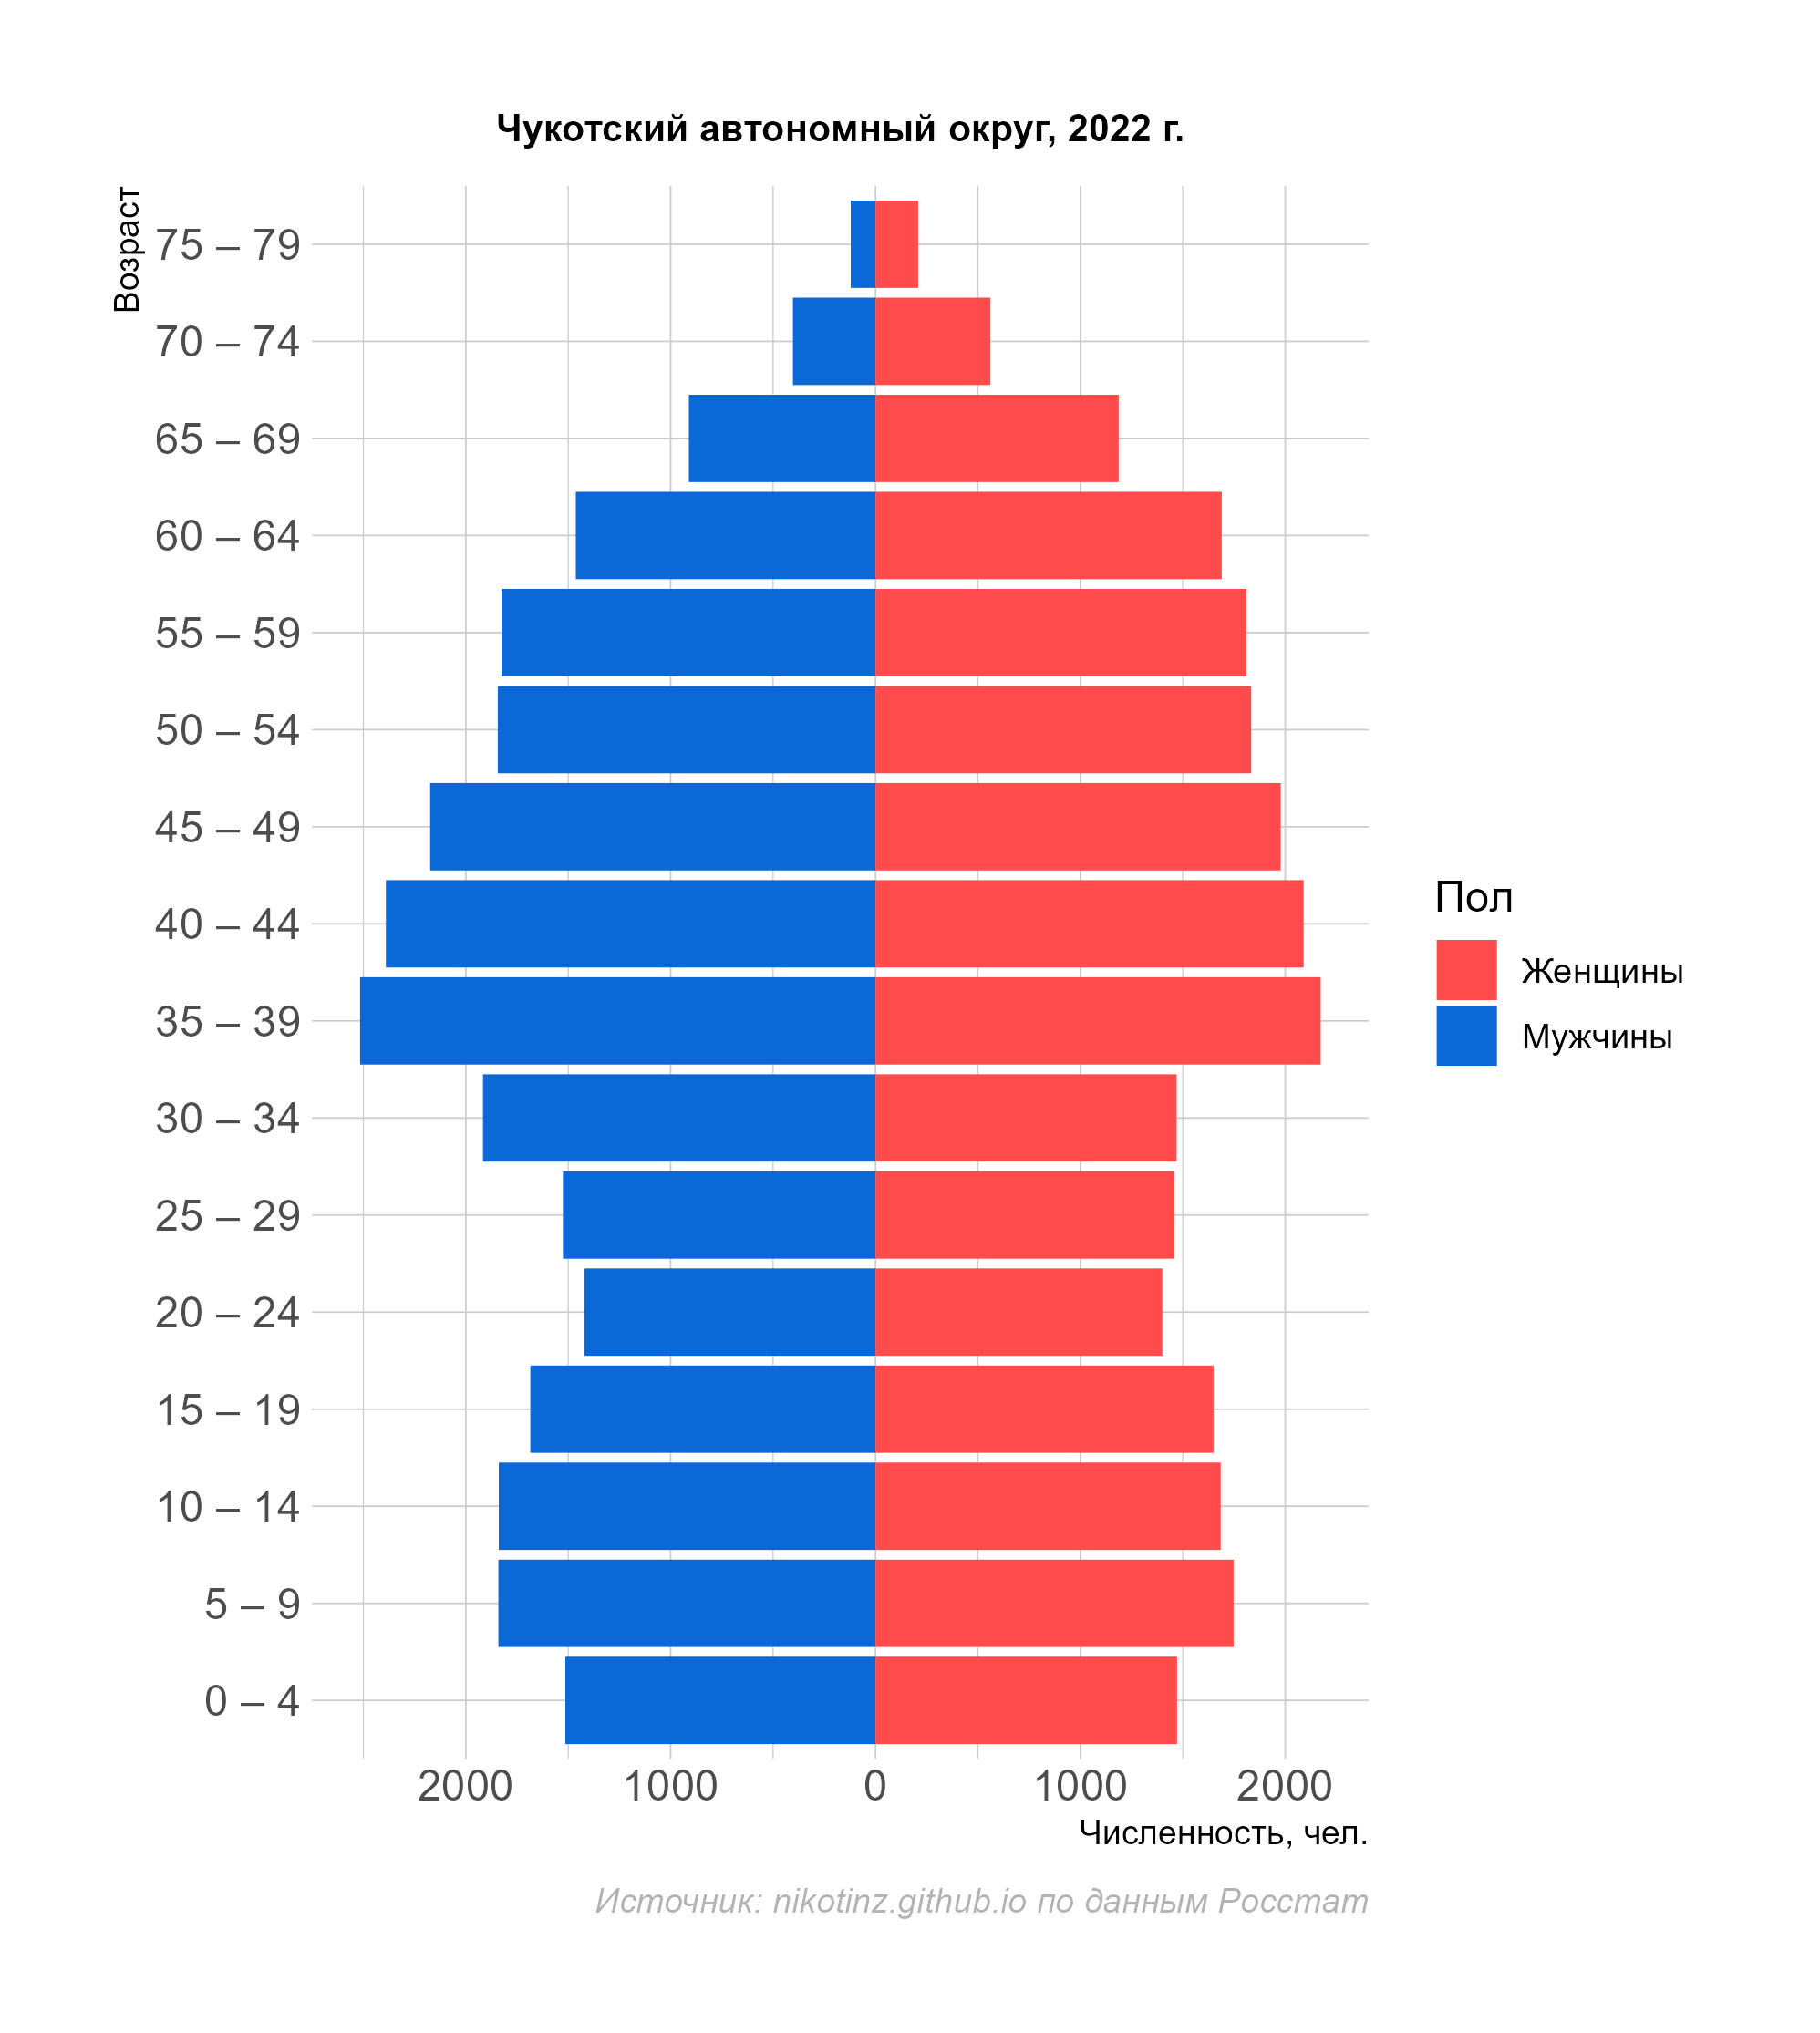 Чукотский автономный округ, 2022 г.
Возраст
75 – 79
70 – 74
65 – 69
60 – 64
55 – 59
50 – 54
45 – 49
40 – 44
35 – 39
30 – 34
25 – 29
20 – 24
15 – 19
10 – 14
5 – 9
0 – 4
2000 1000 0 1000 2000
Численность, чел.
Пол
Женщины
Мужчины
Источник: nikotinz.github.io по данным Росстат